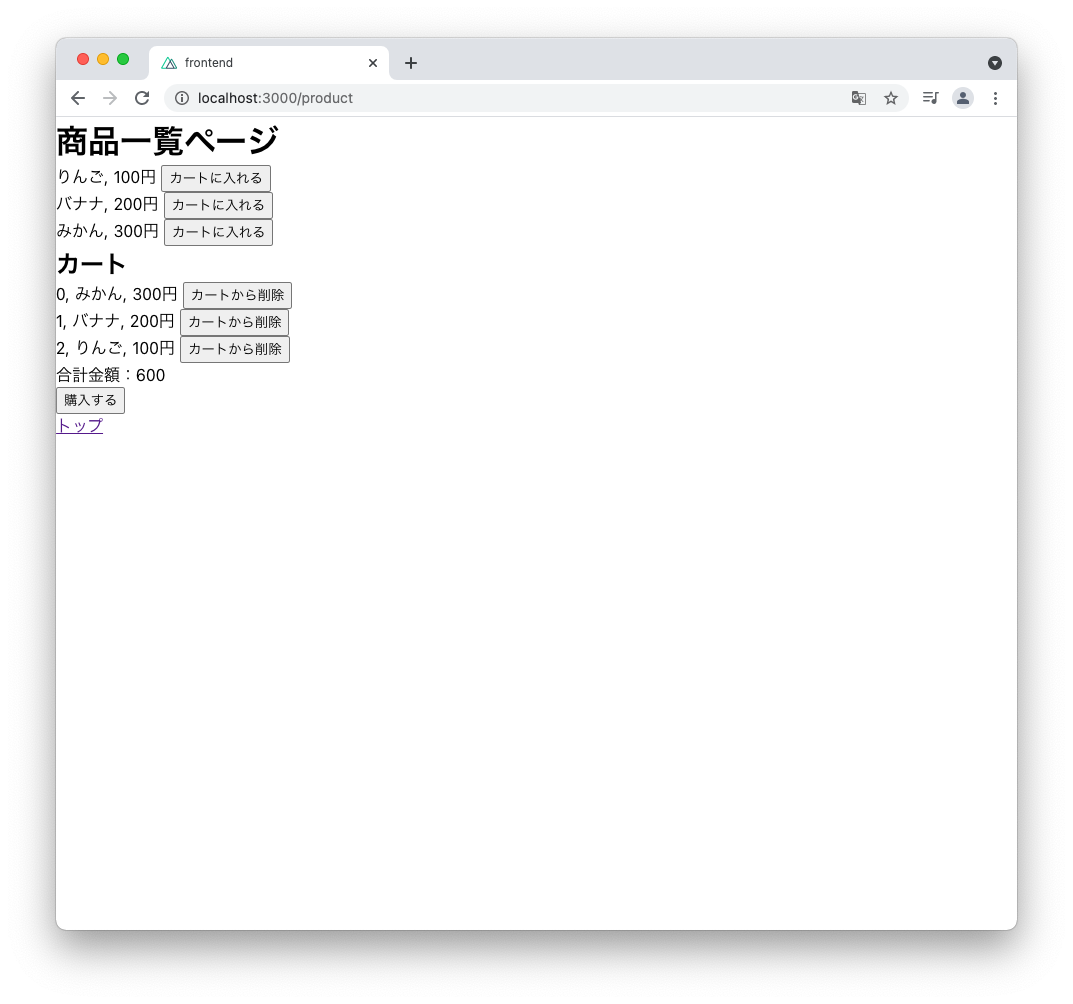 frontend
localhost:3000/product
商品一覧ページ
りんご, 100円 カートに入れる
バナナ, 200円 カートに入れる
みかん, 300円 カートに入れる
カート
0, みかん, 300円 カートから削除
1, バナナ, 200円 カートから削除
2, りんご, 100円 カートから削除
合計金額：600
購入する
トップ